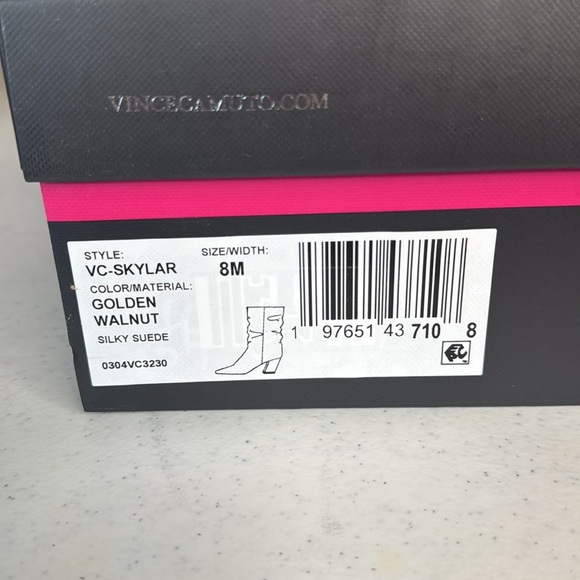 VINCECAMUTO.COM
STYLE:
VC-SKYLAR
SIZE/WIDTH:
8M
COLOR/MATERIAL:
GOLDEN
WALNUT
SILKY SUEDE
0304VC3230
1 97651 43 710 8